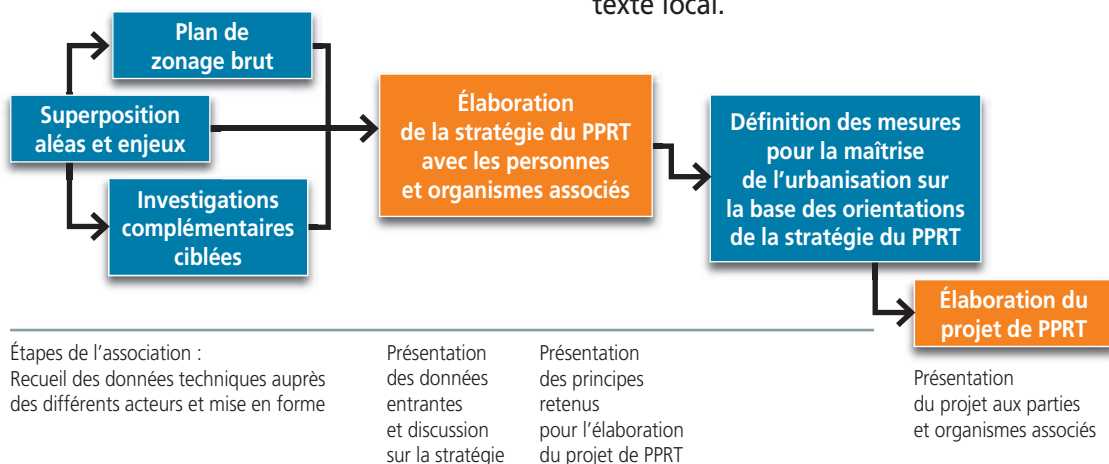 texte local.
Plan de
zonage brut
Superposition
aléas et enjeux
Investigations
complémentaires
ciblées
Élaboration
de la stratégie du PPRT
avec les personnes
et organismes associés
Définition des mesures
pour la maîtrise
de l’urbanisation sur
la base des orientations
de la stratégie du PPRT
Élaboration du
projet de PPRT
Étapes de l’association :
Recueil des données techniques auprès
des différents acteurs et mise en forme
Présentation
des données
entrantes
et discussion
sur la stratégie
Présentation
des principes
retenus
pour l’élaboration
du projet de PPRT
Présentation
du projet aux parties
et organismes associés